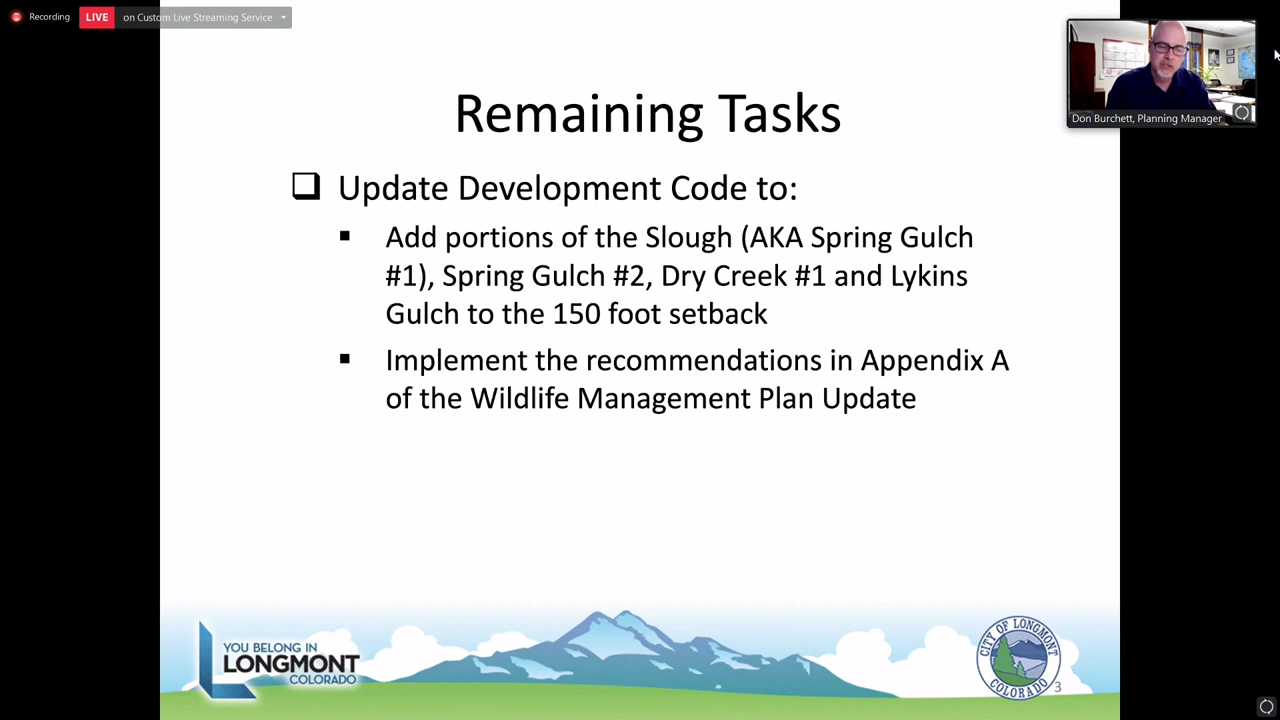 Recording
LIVE
on Custom Live Streaming Service
Don Burchett, Planning Manager
Remaining Tasks
Update Development Code to:
Add portions of the Slough (AKA Spring Gulch
#1), Spring Gulch #2, Dry Creek #1 and Lykins
Gulch to the 150 foot setback
Implement the recommendations in Appendix A
of the Wildlife Management Plan Update
YOU BELONG IN
LONGMONT
COLORADO
CITY OF LONGMONT
COLORADO
3